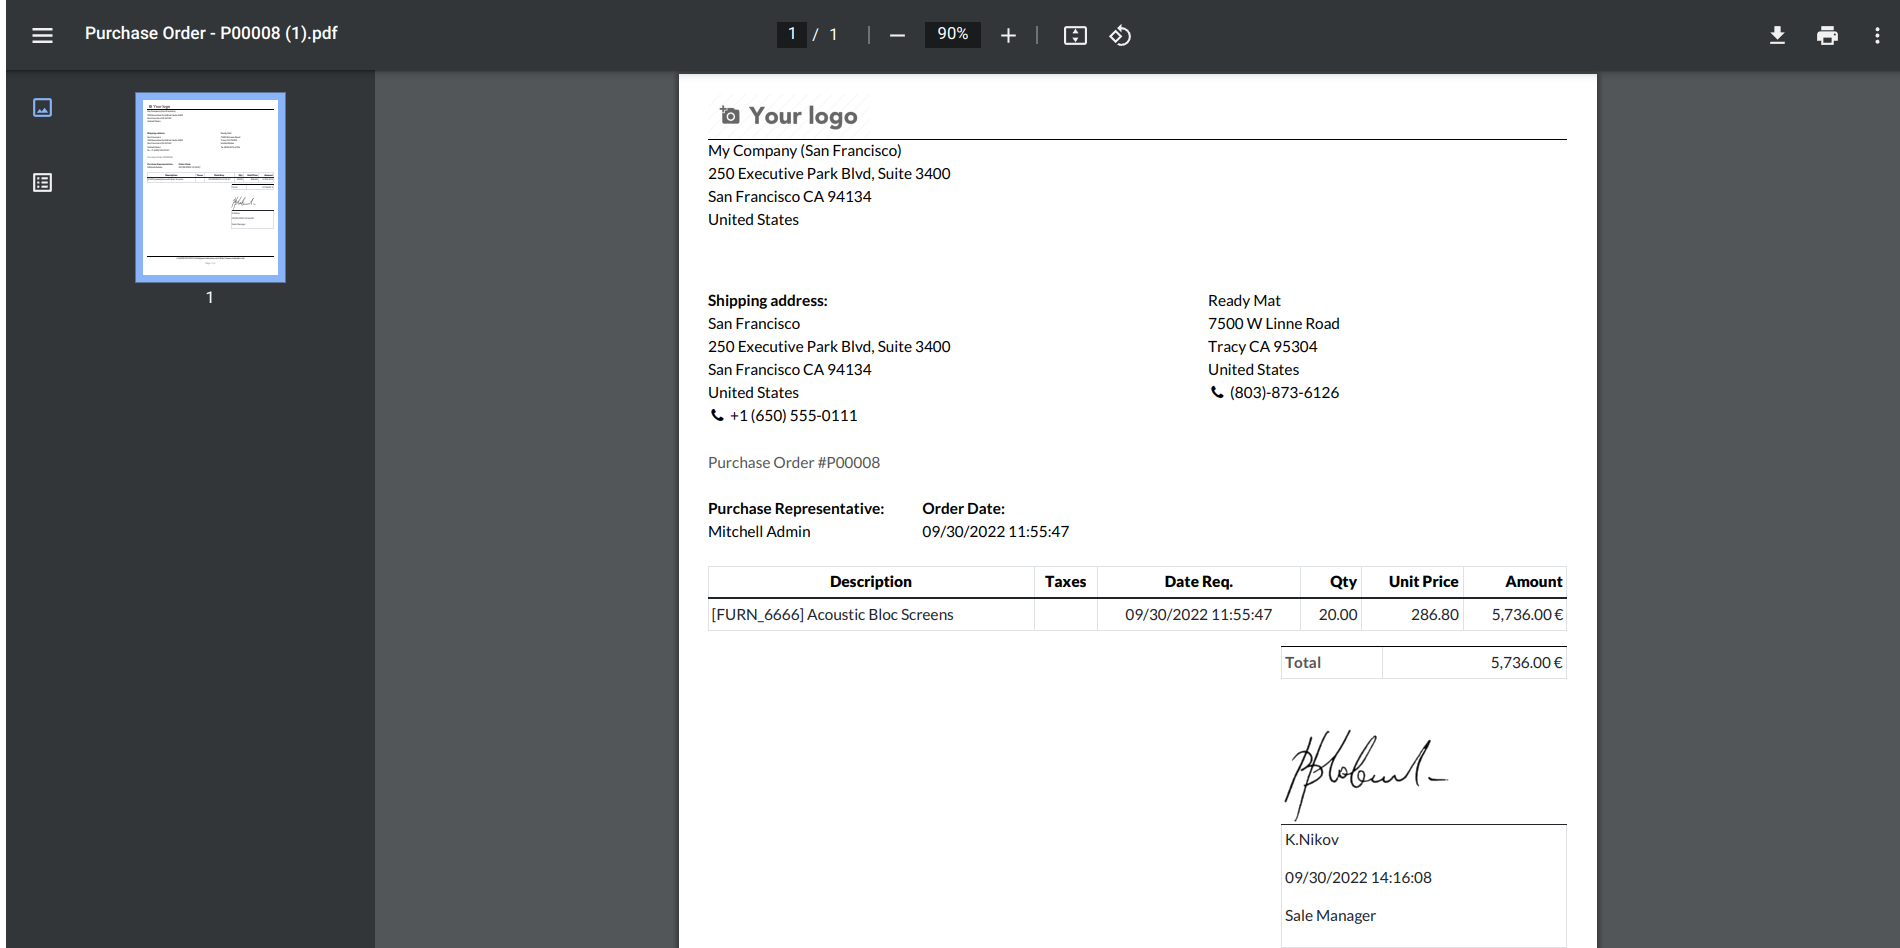 Purchase Order - P00008 (1).pdf
1 / 1
90%
1
Your logo
My Company (San Francisco)
250 Executive Park Blvd, Suite 3400
San Francisco CA 94134
United States
Shipping address:
San Francisco
250 Executive Park Blvd, Suite 3400
San Francisco CA 94134
United States
+1 (650) 555-0111
Ready Mat
7500 W Linne Road
Tracy CA 95304
United States
(803)-873-6126
Purchase Order #P00008
Purchase Representative: Order Date:
Mitchell Admin 09/30/2022 11:55:47
Description Taxes Date Req. Qty Unit Price Amount
[FURN_6666] Acoustic Bloc Screens 09/30/2022 11:55:47 20.00 286.80 5,736.00 €
Total 5,736.00 €
K.Nikov
09/30/2022 14:16:08
Sale Manager